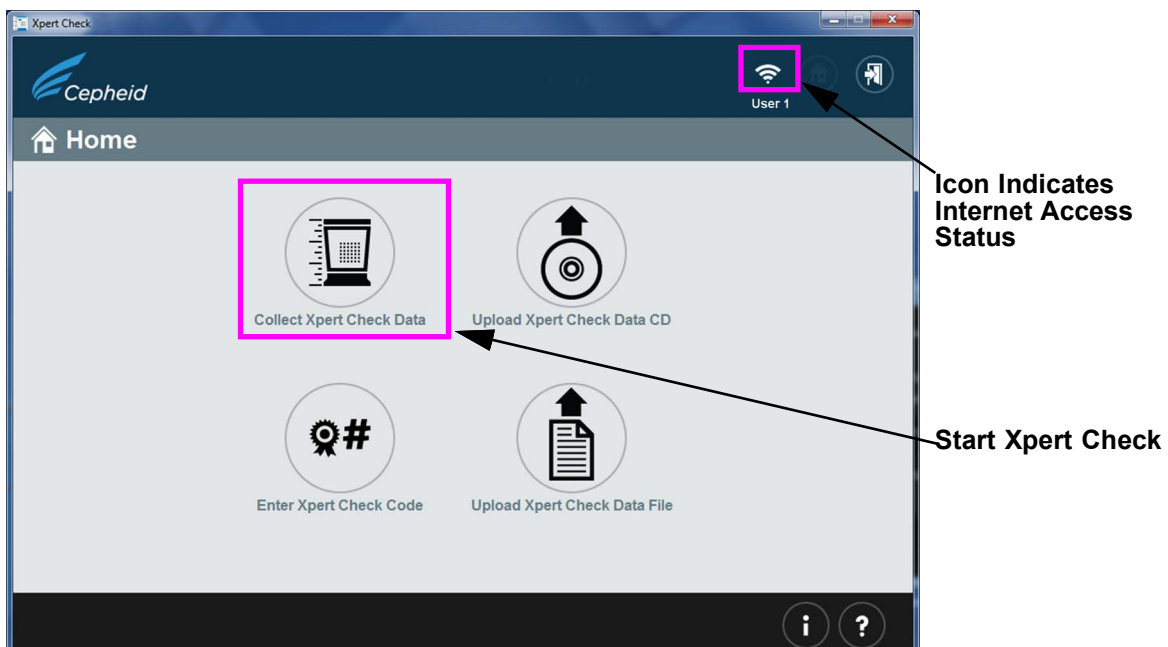 Xpert Check
Cepheid
User 1
Home
Icon Indicates
Internet Access
Status
Collect Xpert Check Data
Upload Xpert Check Data CD
Start Xpert Check
#
Enter Xpert Check Code
Upload Xpert Check Data File
i
?